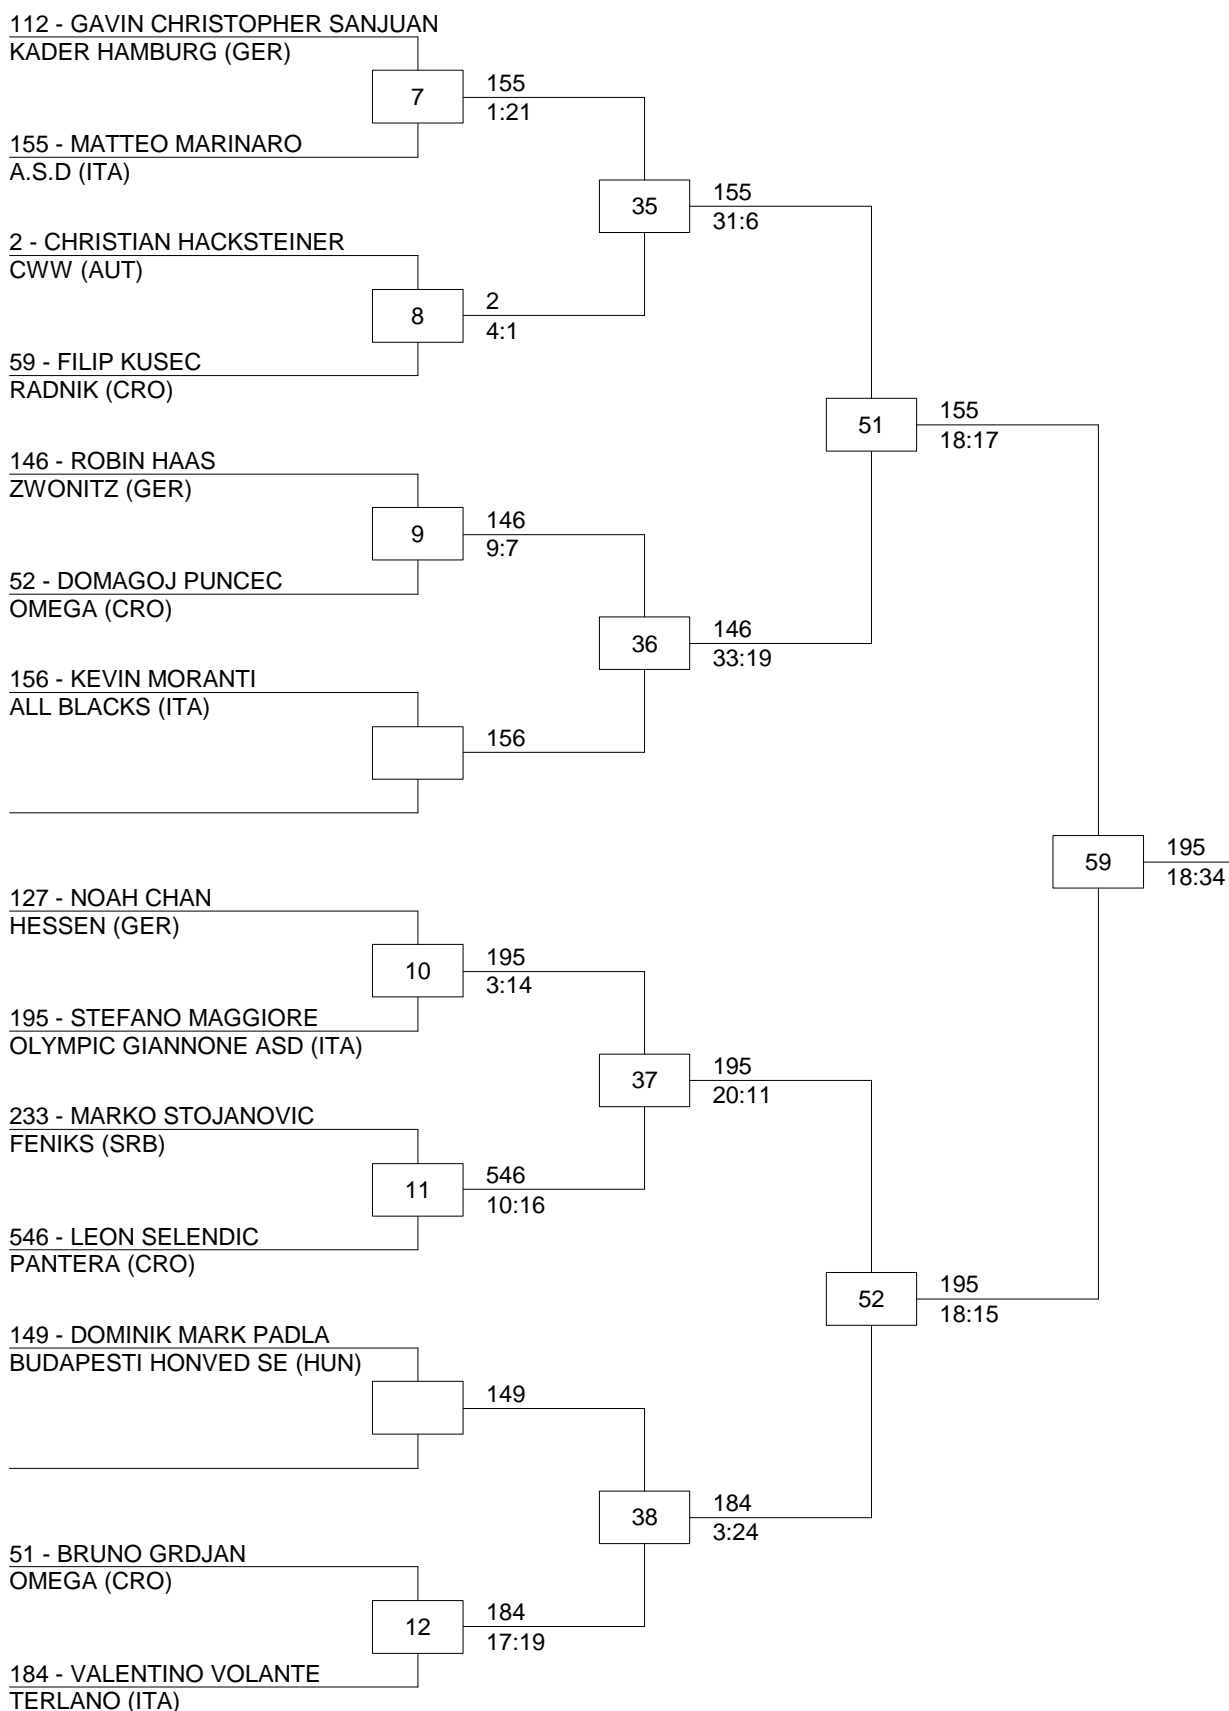 112 - GAVIN CHRISTOPHER SANJUAN
KADER HAMBURG (GER)
7
155
1:21
155 - MATTEO MARINARO
A.S.D (ITA)
35
155
31:6
2 - CHRISTIAN HACKSTEINER
CWW (AUT)
8
2
4:1
59 - FILIP KUSEC
RADNIK (CRO)
51
155
18:17
146 - ROBIN HAAS
ZWONITZ (GER)
9
146
9:7
52 - DOMAGOJ PUNCEC
OMEGA (CRO)
36
146
33:19
156 - KEVIN MORANTI
ALL BLACKS (ITA)
156
59
195
18:34
127 - NOAH CHAN
HESSEN (GER)
10
195
3:14
195 - STEFANO MAGGIORE
OLYMPIC GIANNONE ASD (ITA)
37
195
20:11
233 - MARKO STOJANOVIC
FENIKS (SRB)
11
546
10:16
546 - LEON SELENDIC
PANTERA (CRO)
52
195
18:15
149 - DOMINIK MARK PADLA
BUDAPESTI HONVED SE (HUN)
149
38
184
3:24
51 - BRUNO GRDJAN
OMEGA (CRO)
12
184
17:19
184 - VALENTINO VOLANTE
TERLANO (ITA)